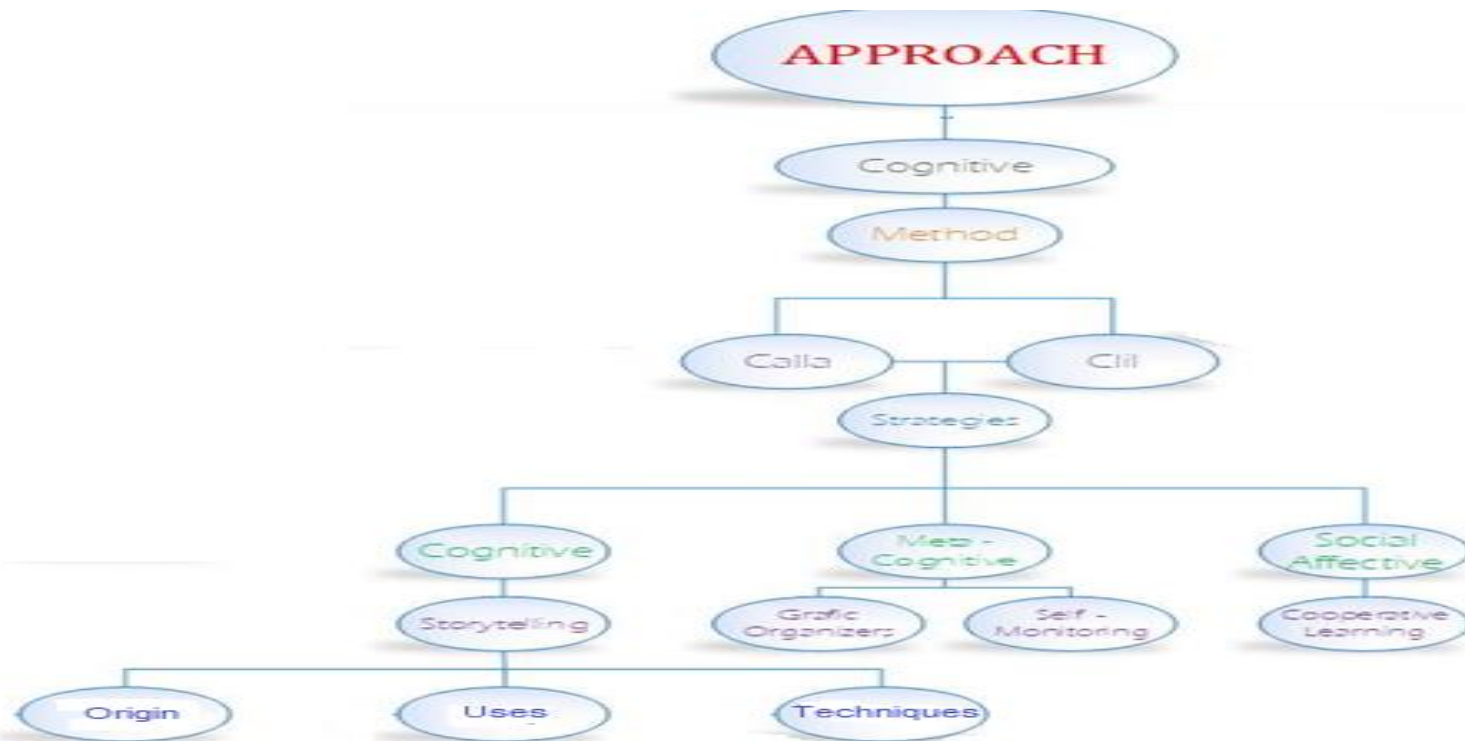 APPROACH
Cognitive
Method
Calla
Clil
Strategies
Cognitive
Meta -
Cognitive
Social
Affective
Storytelling
Grafic
Organizers
Self -
Monitoring
Cooperative
Learning
Origin
Uses
Techniques